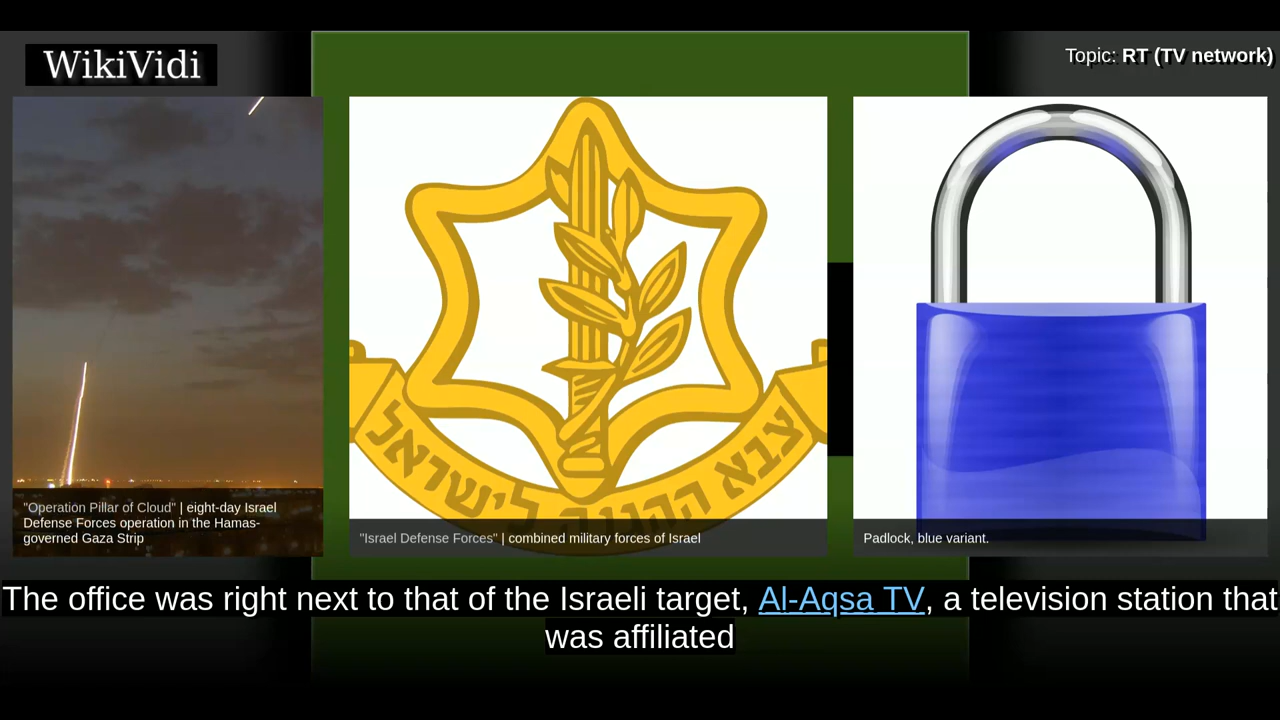 WikiVidi
Topic: RT (TV network)
"Operation Pillar of Cloud" | eight-day Israel
Defense Forces operation in the Hamas-
governed Gaza Strip
צבא ההגנה לישראל
"Israel Defense Forces" | combined military forces of Israel
Padlock, blue variant.
The office was right next to that of the Israeli target, Al-Aqsa TV, a television station that
was affiliated